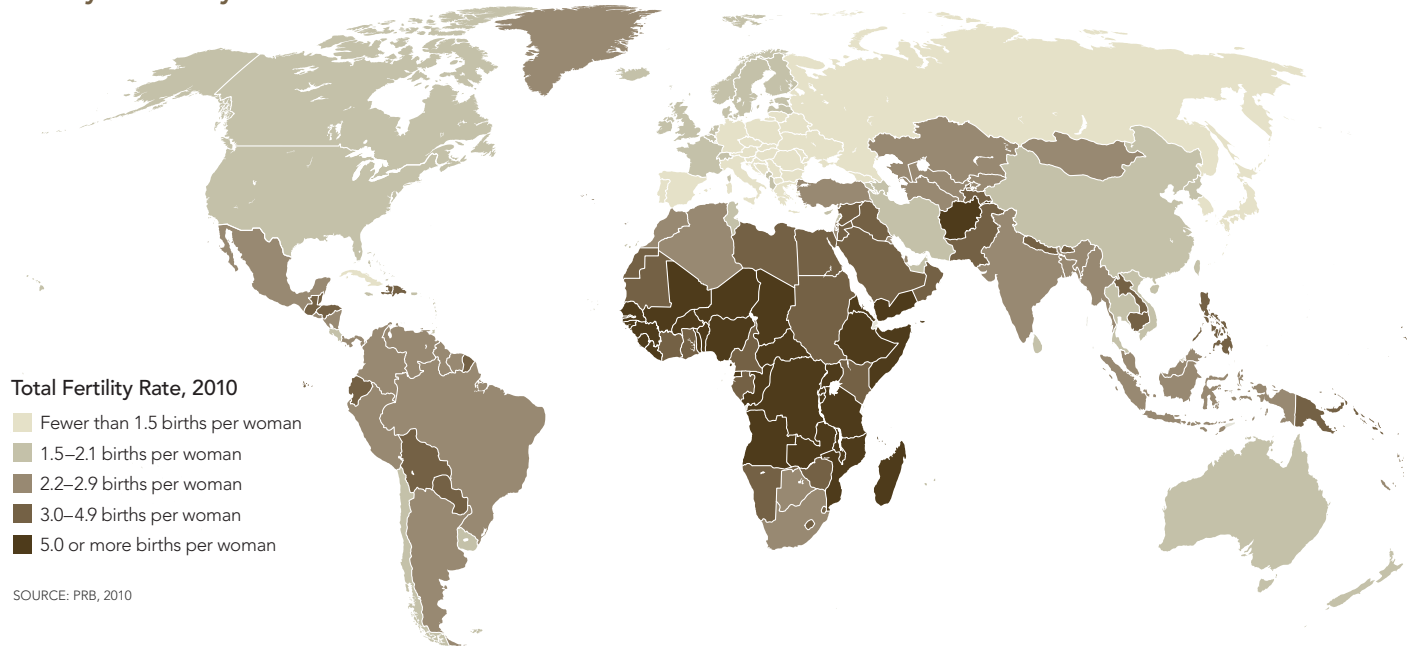 Total Fertility Rate, 2010
Fewer than 1.5 births per woman
1.5–2.1 births per woman
2.2–2.9 births per woman
3.0–4.9 births per woman
5.0 or more births per woman
SOURCE: PRB, 2010